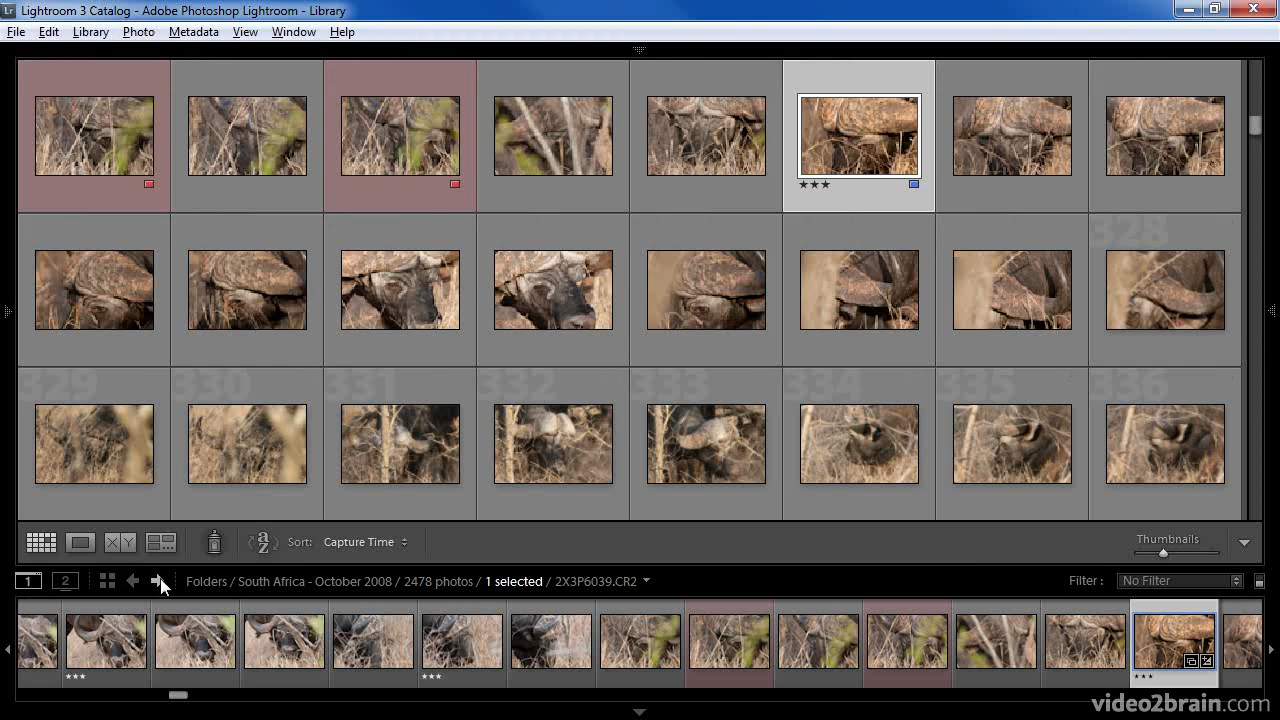 Lr Lightroom 3 Catalog - Adobe Photoshop Lightroom - Library
File Edit Library Photo Metadata View Window Help
328
329 330 331 332 333 334 335 336
X Y a z Sort: Capture Time Thumbnails
1 2 Folders / South Africa - October 2008 / 2478 photos / 1 selected / 2X3P6039.CR2 Filter : No Filter
video2brain.com